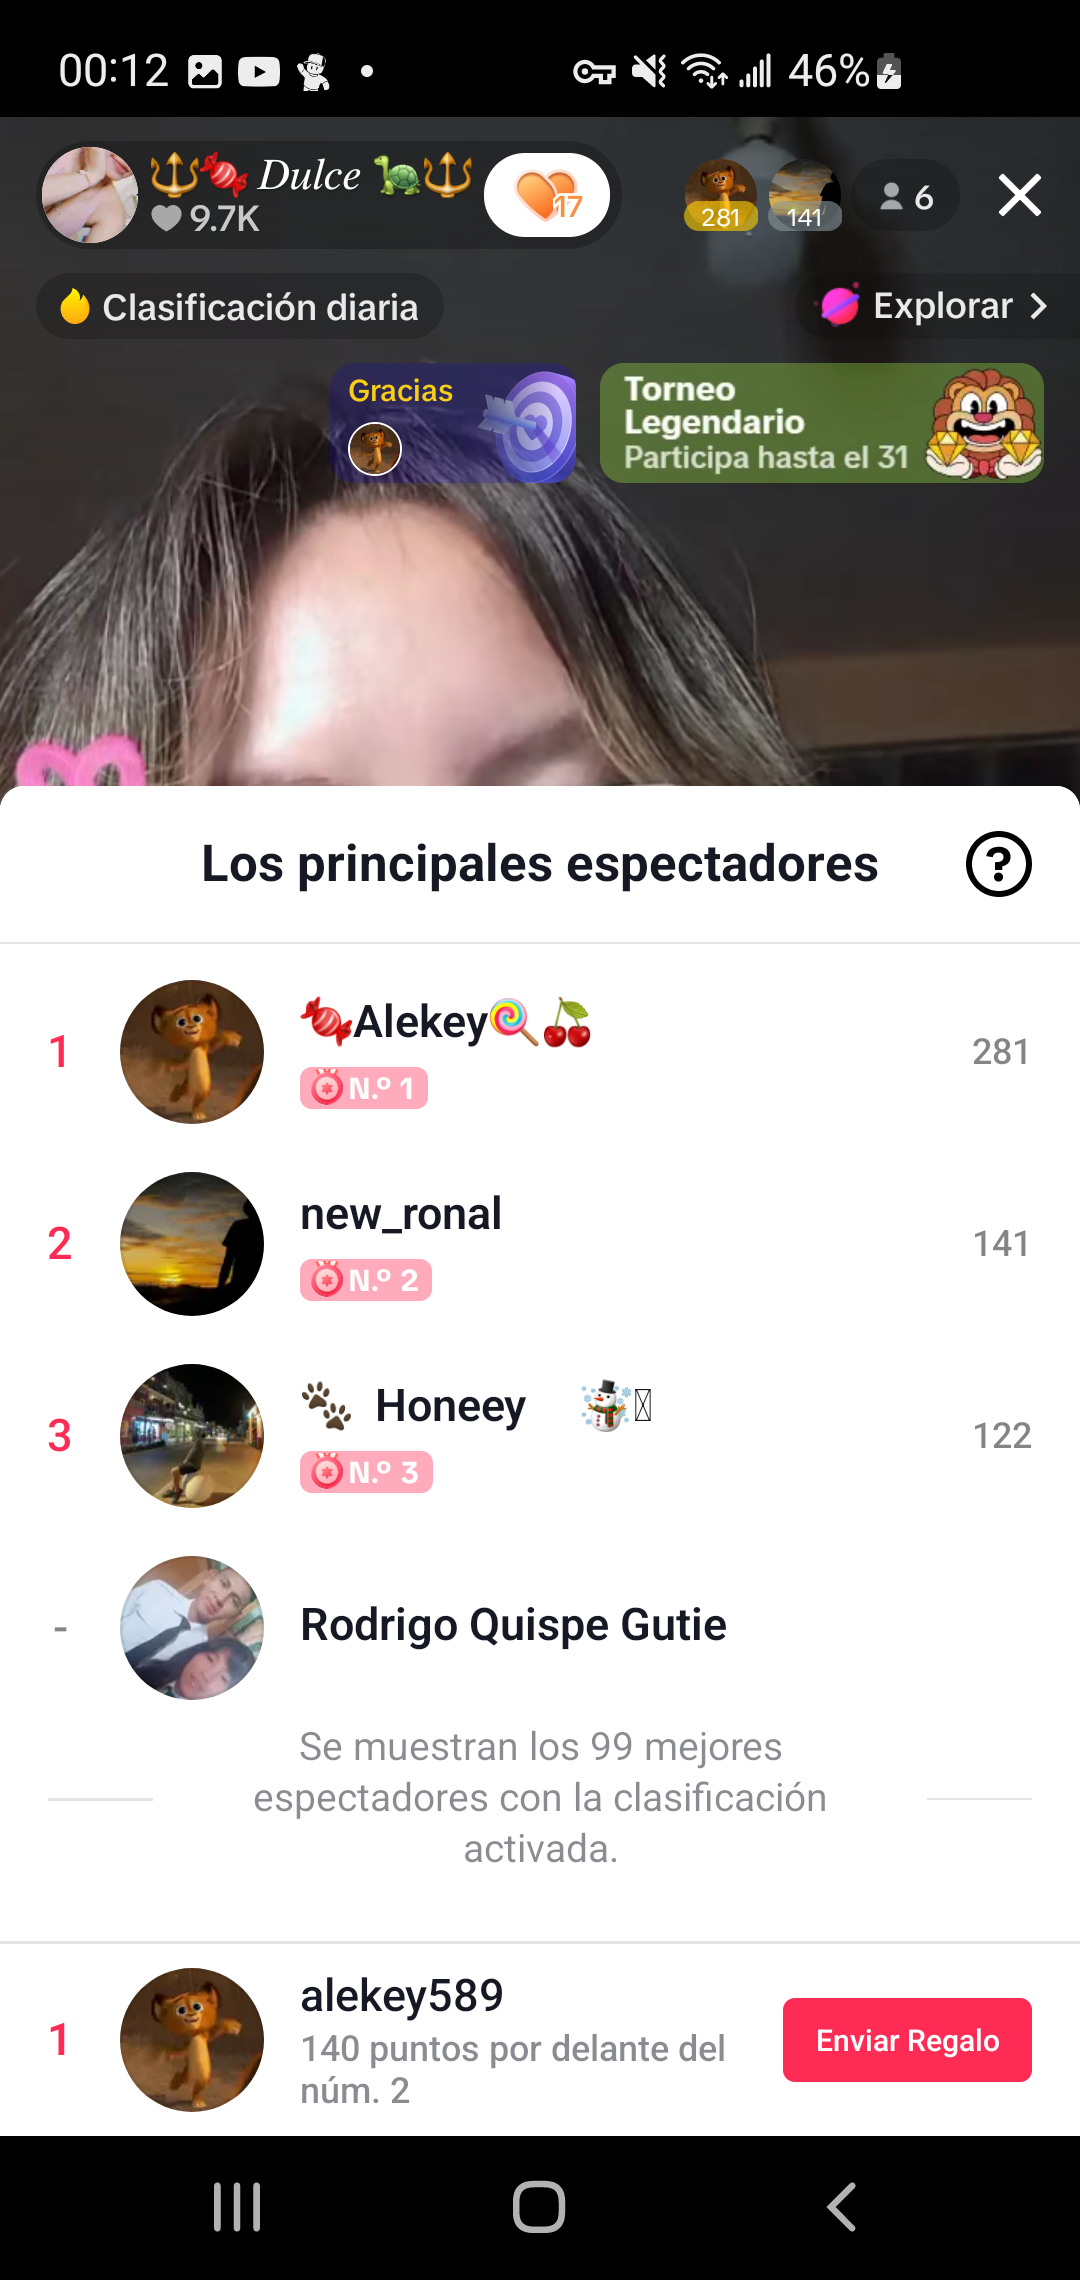 00:12
46%
🔱🍬 Dulce 🐢🔱
9.7K
17
281
141
6
Clasificación diaria
Explorar
Gracias
Torneo
Legendario
Participa hasta el 31
Los principales espectadores
1
🍬Alekey🍭🍒
N.º 1
281
2
new_ronal
N.º 2
141
3
🐾 Honeey ☃️
N.º 3
122
-
Rodrigo Quispe Gutie
Se muestran los 99 mejores
espectadores con la clasificación
activada.
1
alekey589
140 puntos por delante del
núm. 2
Enviar Regalo